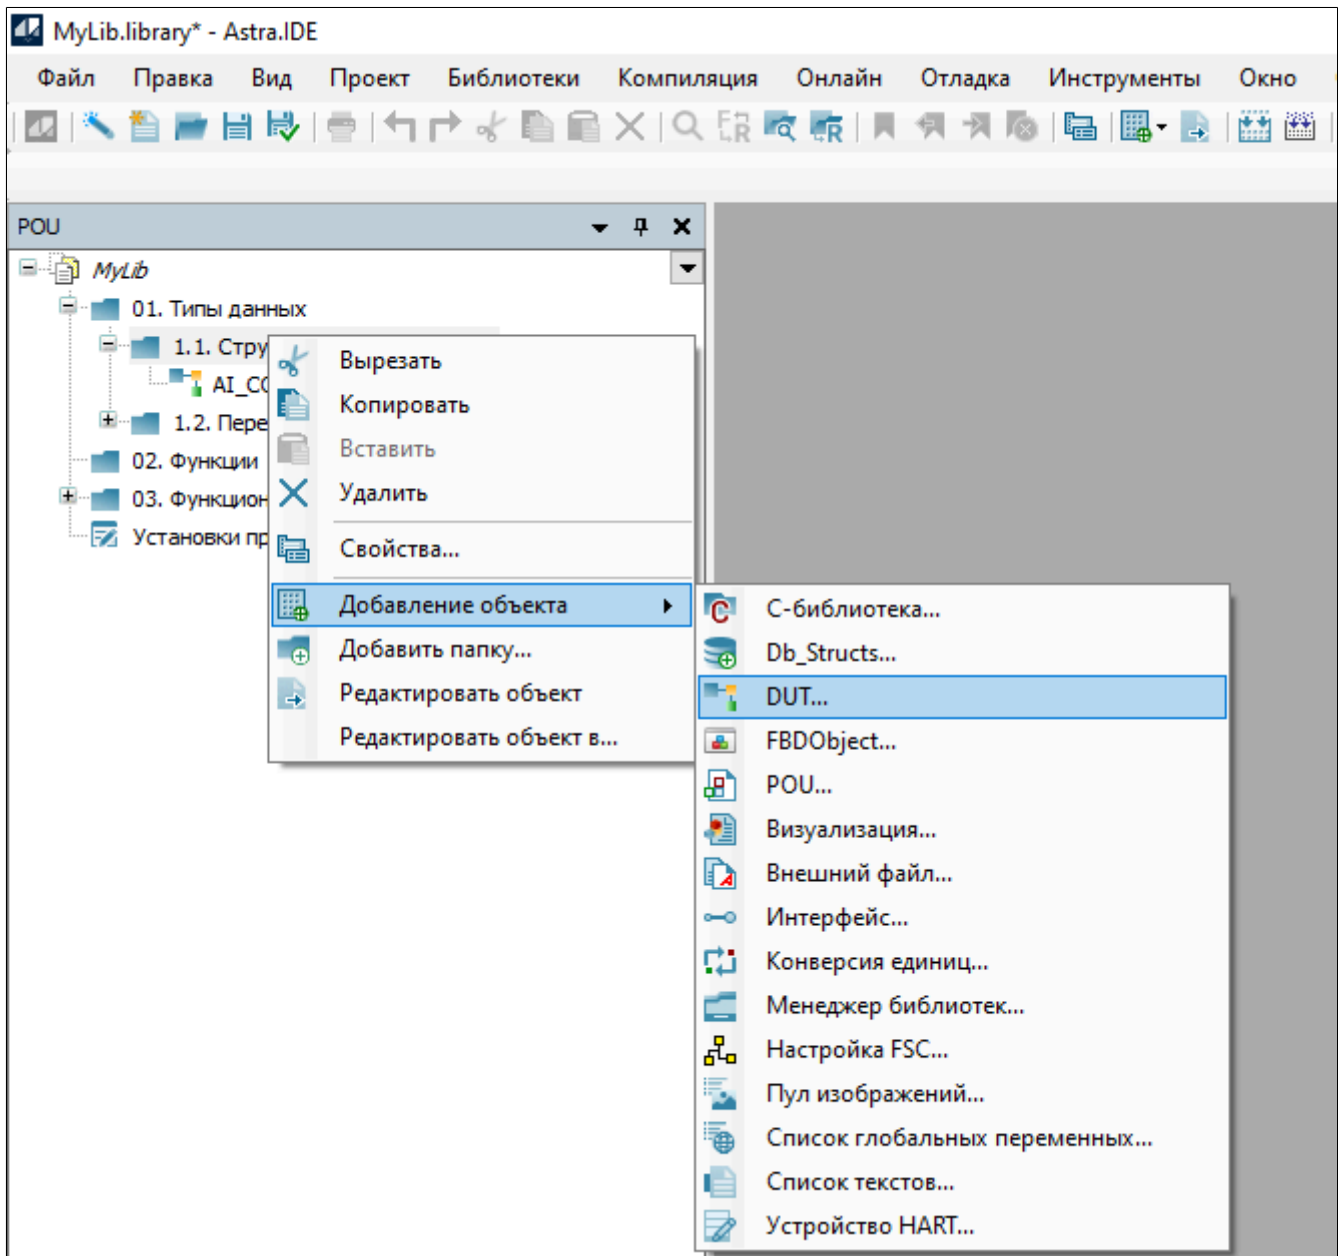 MyLib.library* - Astra.IDE
Файл Правка Вид Проект Библиотеки Компиляция Онлайн Отладка Инструменты Окно
POU
MyLib
01. Типы данных
1.1. Стру
AI_CO
1.2. Пере
02. Функции
03. Функцион
Установки пр
Вырезать
Копировать
Вставить
Удалить
Свойства...
Добавление объекта
Добавить папку...
Редактировать объект
Редактировать объект в...
C-библиотека...
Db_Structs...
DUT...
FBDObject...
POU...
Визуализация...
Внешний файл...
Интерфейс...
Конверсия единиц...
Менеджер библиотек...
Настройка FSC...
Пул изображений...
Список глобальных переменных...
Список текстов...
Устройство HART...